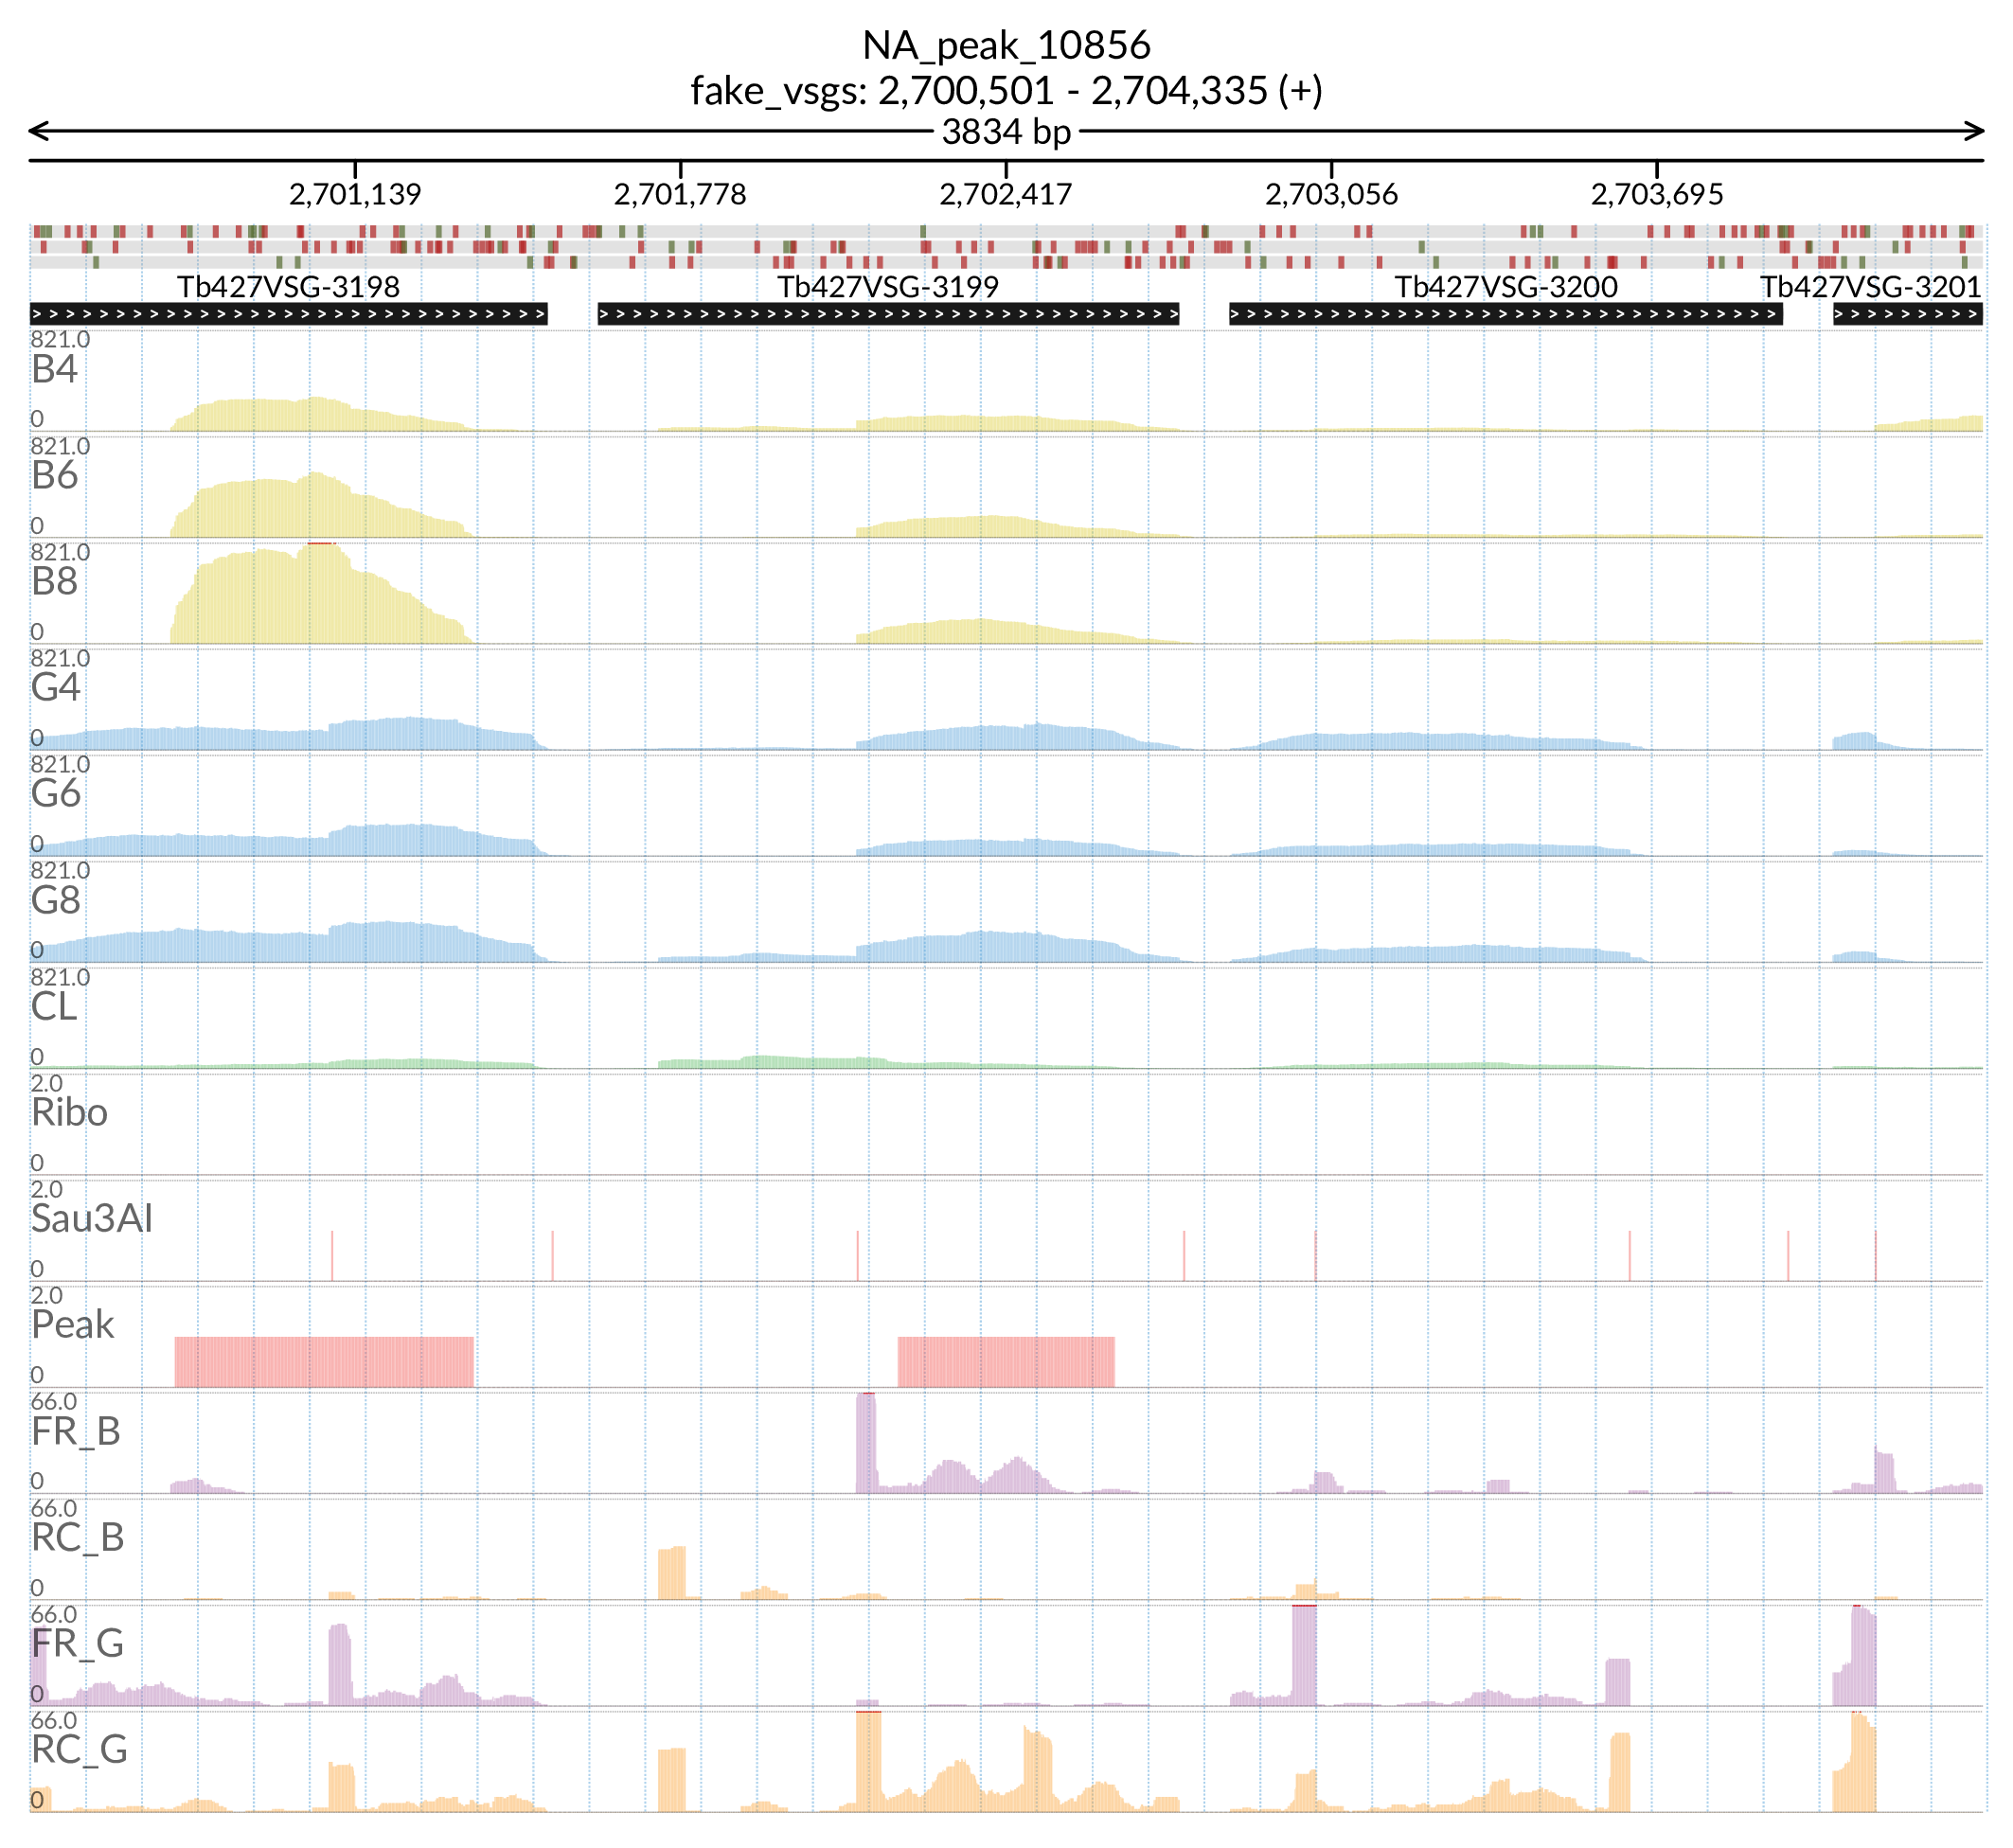 NA_peak_10856
fake_vsgs: 2,700,501 - 2,704,335 (+)
3834 bp
2,701,139 2,701,778 2,702,417 2,703,056 2,703,695
Tb427VSG-3198 Tb427VSG-3199 Tb427VSG-3200 Tb427VSG-3201
821.0
B4
0
821.0
B6
0
821.0
B8
0
821.0
G4
0
821.0
G6
0
821.0
G8
0
821.0
CL
0
2.0
Ribo
0
2.0
Sau3AI
0
2.0
Peak
0
66.0
FR_B
0
66.0
RC_B
0
66.0
FR_G
0
66.0
RC_G
0